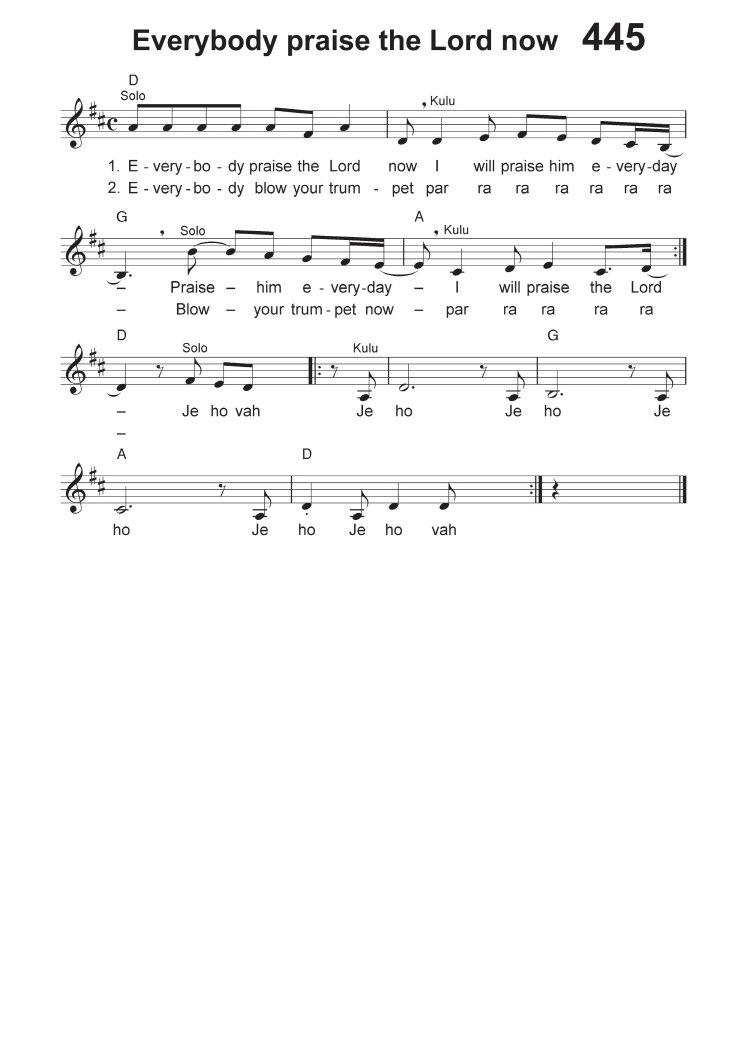 Everybody praise the Lord now 445
D
Solo Kulu
1. E - very - bo - dy praise the Lord now I will praise him e - very - day
2. E - very - bo - dy blow your trum - pet par ra ra ra ra ra ra
G A
Solo Kulu
– Praise – him e - very - day – I will praise the Lord
– Blow – your trum - pet now – par ra ra ra ra
D G
Solo Kulu
– Je ho vah Je ho Je ho Je
–
A D
ho Je ho Je ho vah